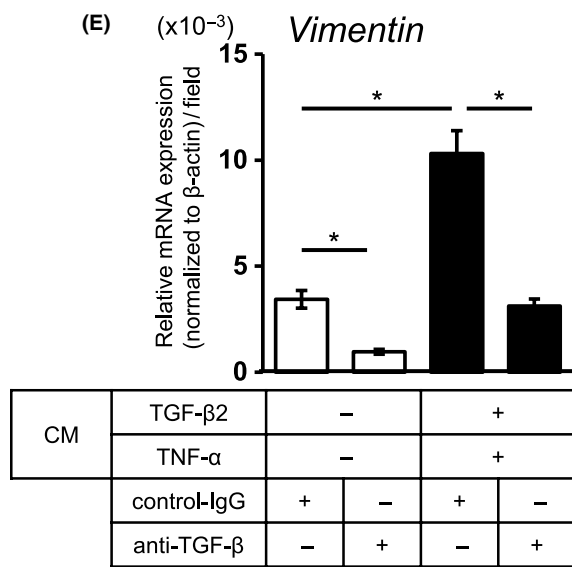 (E) (x10⁻³) Vimentin
Relative mRNA expression
(normalized to β-actin)/field
15
10
5
0
*
*
*
CM
TGF-β2 – +
TNF-α – +
control-IgG + – + –
anti-TGF-β – + – +